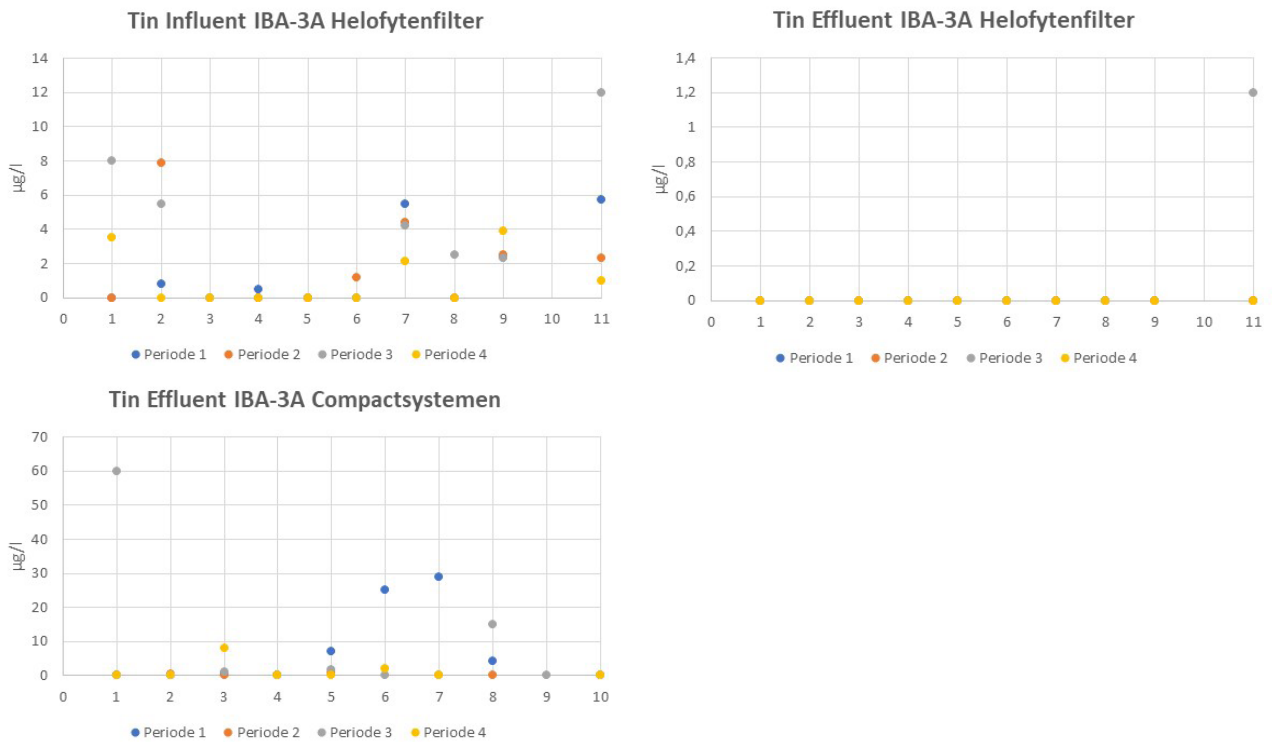 Tin Influent IBA-3A Helofytenfilter
14
12
10
8
6
4
2
0
µg/l
0 1 2 3 4 5 6 7 8 9 10 11
Periode 1 Periode 2 Periode 3 Periode 4
Tin Effluent IBA-3A Helofytenfilter
1,4
1,2
1
0,8
0,6
0,4
0,2
0
µg/l
0 1 2 3 4 5 6 7 8 9 10 11
Periode 1 Periode 2 Periode 3 Periode 4
Tin Effluent IBA-3A Compactsystemen
70
60
50
40
30
20
10
0
µg/l
0 1 2 3 4 5 6 7 8 9 10
Periode 1 Periode 2 Periode 3 Periode 4